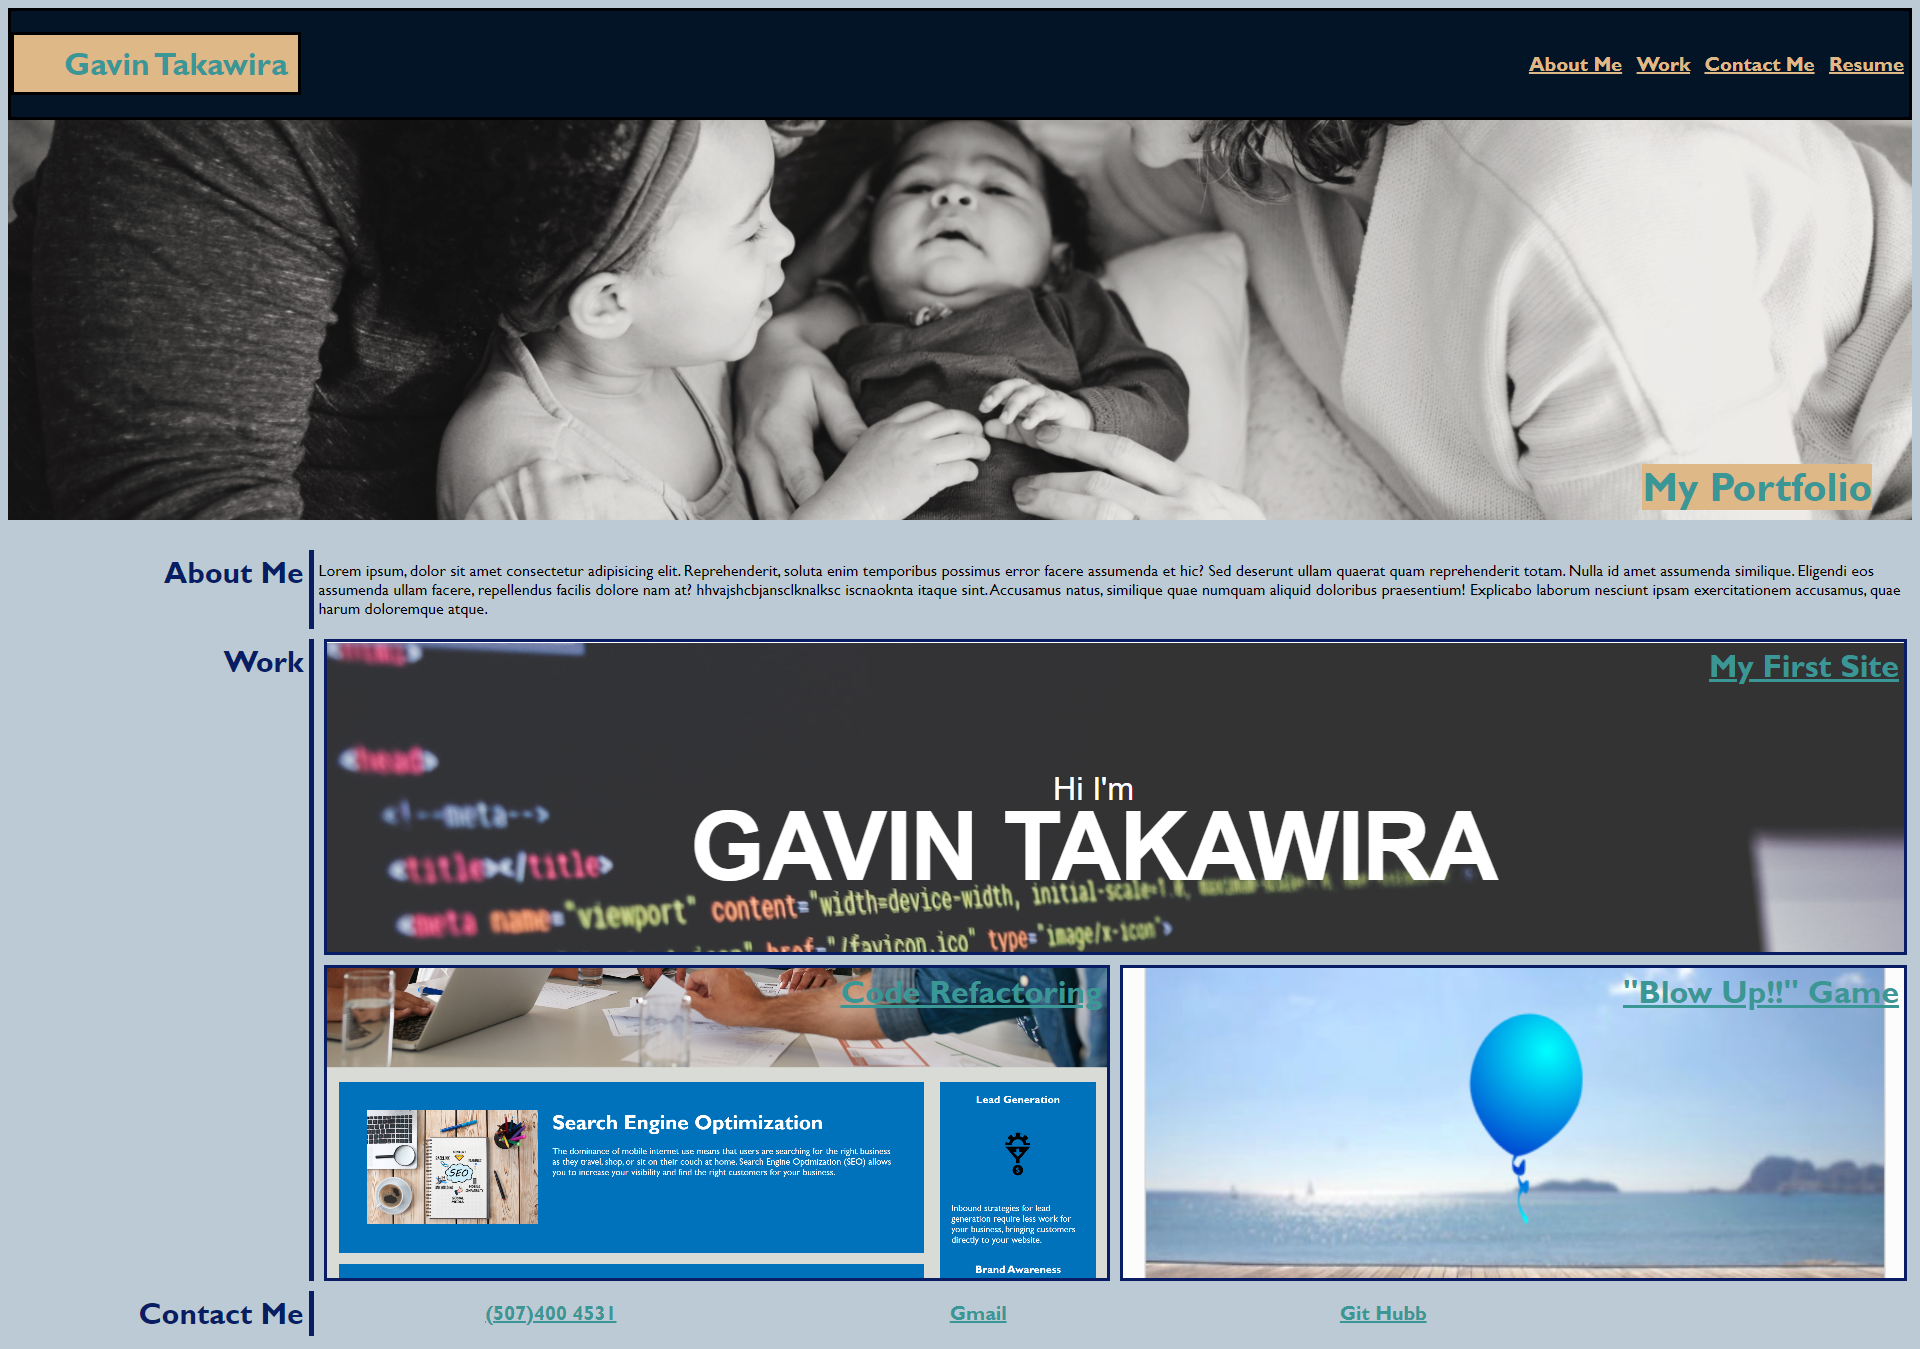 Gavin Takawira
About Me Work Contact Me Resume
My Portfolio
About Me
Lorem ipsum, dolor sit amet consectetur adipisicing elit. Reprehenderit, soluta enim temporibus possimus error facere assumenda et hic? Sed deserunt ullam quaerat quam reprehenderit totam. Nulla id amet assumenda similique. Eligendi eos
assumenda ullam facere, repellendus facilis dolore nam at? hhvajshcbjansclknalksc iscnaoknta itaque sint. Accusamus natus, similique quae numquam aliquid doloribus praesentium! Explicabo laborum nesciunt ipsam exercitationem accusamus, quae
harum doloremque atque.
Work
My First Site
<head>
<!--meta-->
<title></title>
<meta name="viewport" content="width=device-width, initial-scale=1.0,
href="/favicon.ico" type="image/x-icon">
Hi I'm
GAVIN TAKAWIRA
Code Refactoring
SEO
Search Engine Optimization
The dominance of mobile internet use means that users are searching for the right business
as they travel, shop, or sit on their couch at home. Search Engine Optimization (SEO) allows
you to increase your visibility and find the right customers for your business.
Lead Generation
Inbound strategies for lead
generation require less work for
your business, bringing customers
directly to your website.
Brand Awareness
"Blow Up!!" Game
Contact Me
(507)400 4531
Gmail
Git Hubb